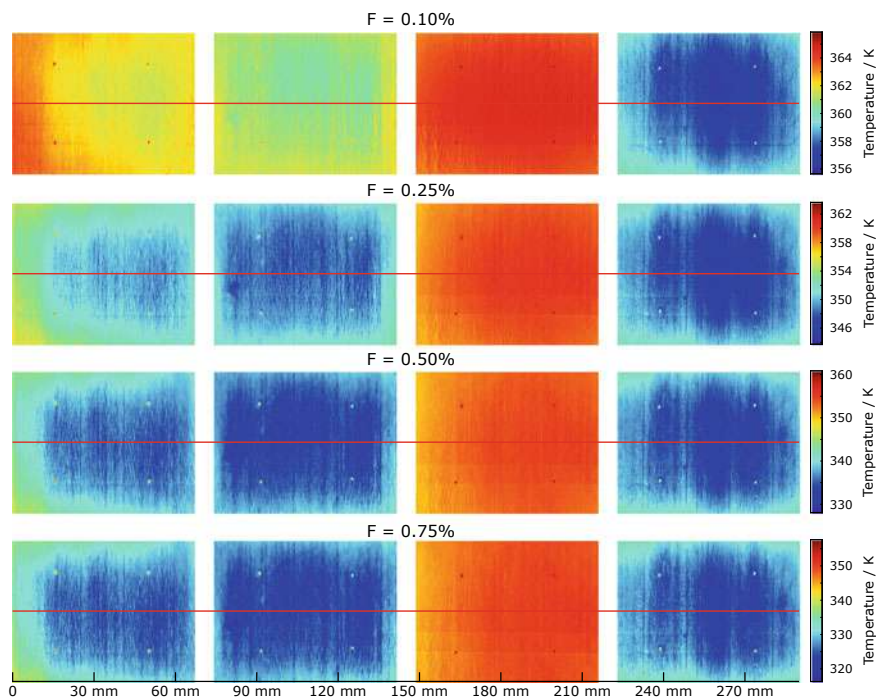 F = 0.10%
364
362
360
358
356
Temperature / K
F = 0.25%
362
358
354
350
346
Temperature / K
F = 0.50%
360
350
340
330
Temperature / K
F = 0.75%
350
340
330
320
Temperature / K
0 30 mm 60 mm 90 mm 120 mm 150 mm 180 mm 210 mm 240 mm 270 mm